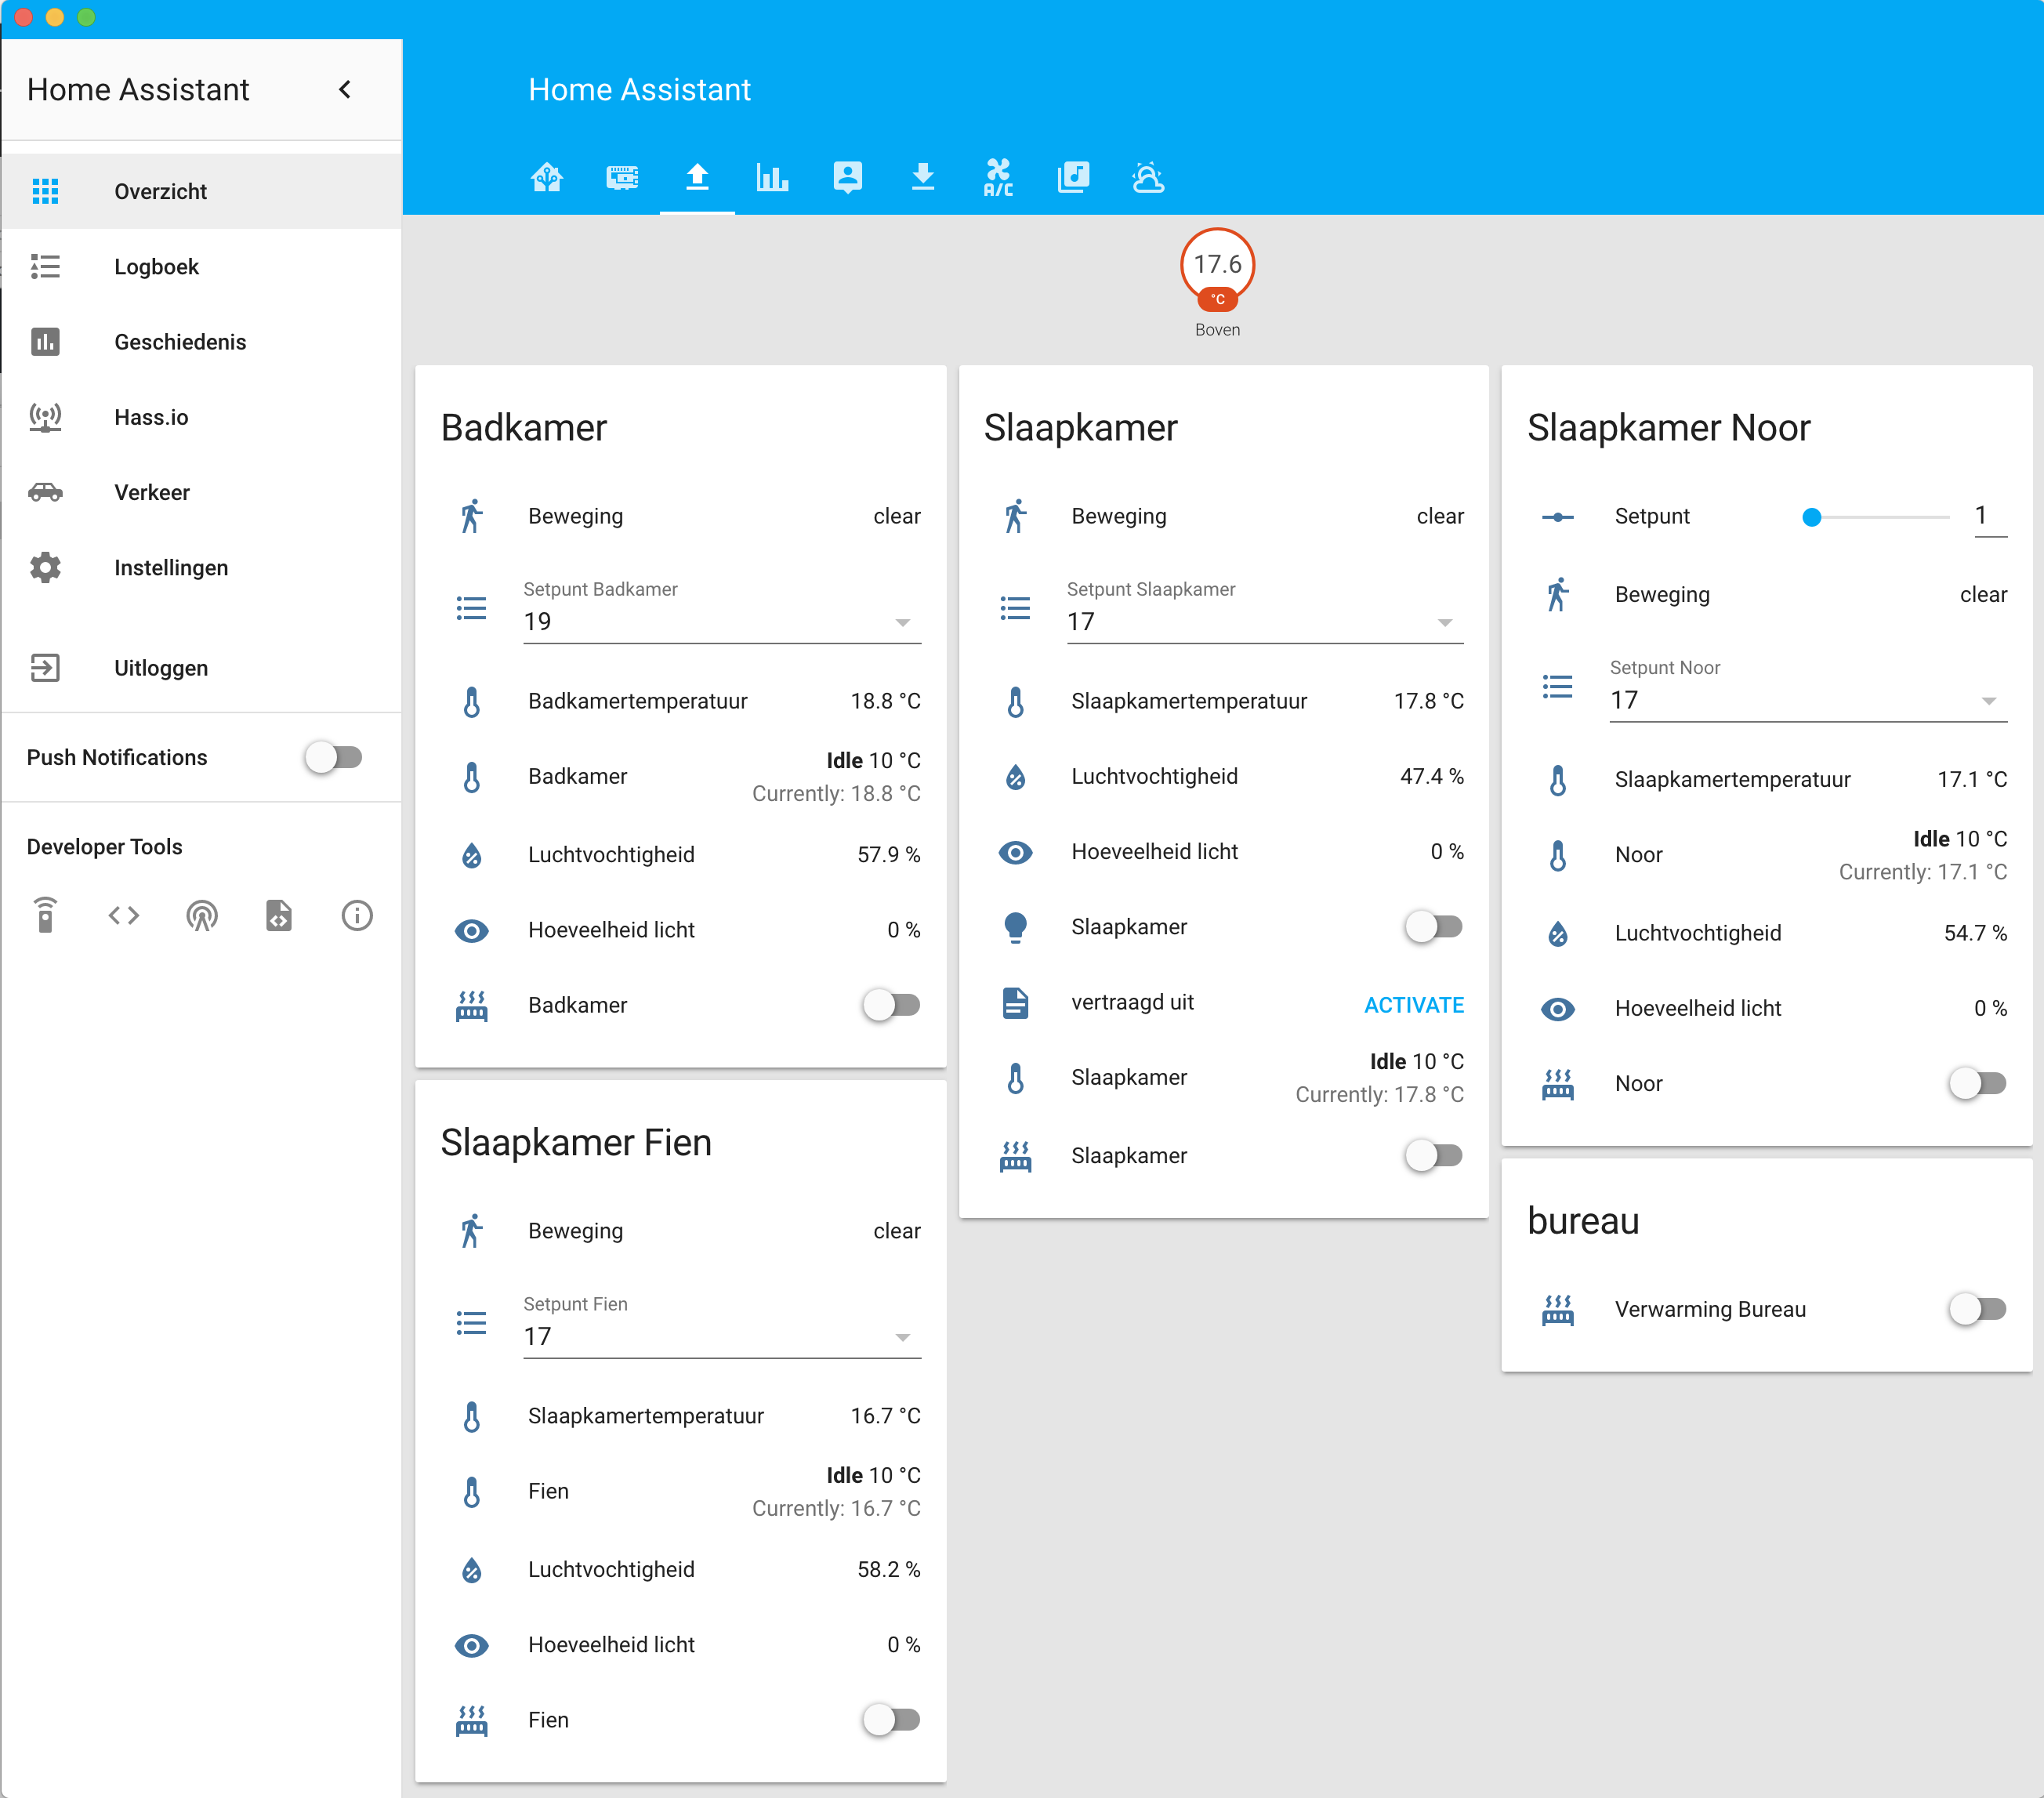 Home Assistant
Overzicht
Logboek
Geschiedenis
Hass.io
Verkeer
Instellingen
Uitloggen
Push Notifications
Developer Tools
Home Assistant
A/C
17.6
°C
Boven
Badkamer
Beweging clear
Setpunt Badkamer
19
Badkamertemperatuur 18.8 °C
Badkamer Idle 10 °C
Currently: 18.8 °C
Luchtvochtigheid 57.9 %
Hoeveelheid licht 0 %
Badkamer
Slaapkamer Fien
Beweging clear
Setpunt Fien
17
Slaapkamertemperatuur 16.7 °C
Fien Idle 10 °C
Currently: 16.7 °C
Luchtvochtigheid 58.2 %
Hoeveelheid licht 0 %
Fien
Slaapkamer
Beweging clear
Setpunt Slaapkamer
17
Slaapkamertemperatuur 17.8 °C
Luchtvochtigheid 47.4 %
Hoeveelheid licht 0 %
Slaapkamer
vertraagd uit ACTIVATE
Slaapkamer Idle 10 °C
Currently: 17.8 °C
Slaapkamer
Slaapkamer Noor
Setpunt 1
Beweging clear
Setpunt Noor
17
Slaapkamertemperatuur 17.1 °C
Noor Idle 10 °C
Currently: 17.1 °C
Luchtvochtigheid 54.7 %
Hoeveelheid licht 0 %
Noor
bureau
Verwarming Bureau